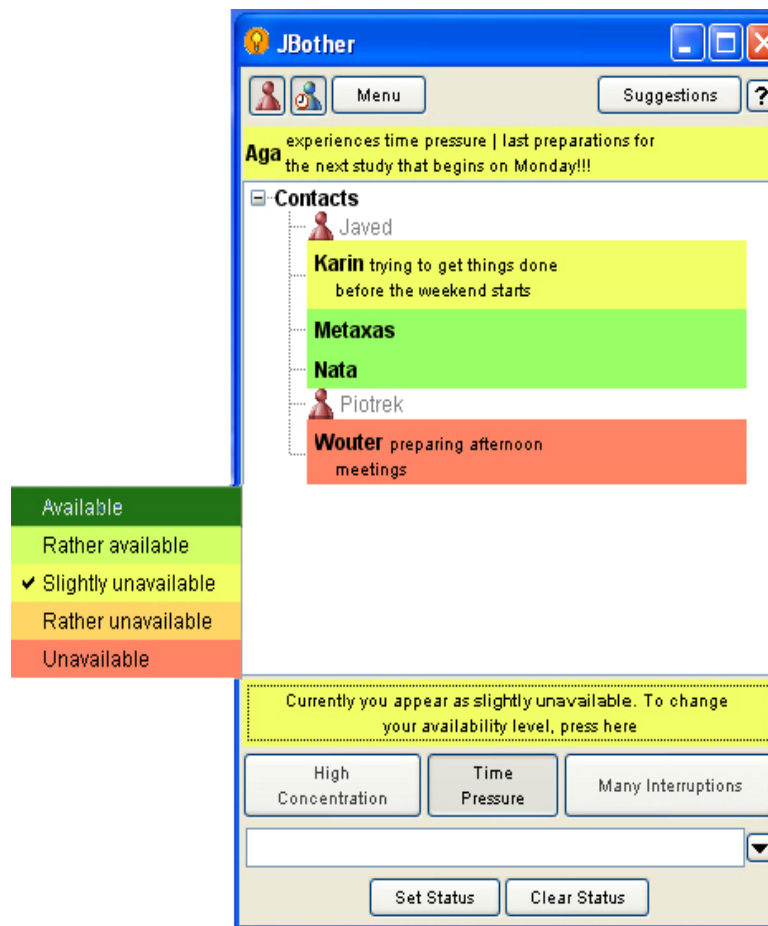 JBother
Menu
Suggestions
?
Aga experiences time pressure | last preparations for
the next study that begins on Monday!!!
Contacts
Javed
Karin trying to get things done
before the weekend starts
Metaxas
Nata
Piotrek
Wouter preparing afternoon
meetings
Available
Rather available
Slightly unavailable
Rather unavailable
Unavailable
Currently you appear as slightly unavailable. To change
your availability level, press here
High
Concentration
Time
Pressure
Many Interruptions
Set Status
Clear Status